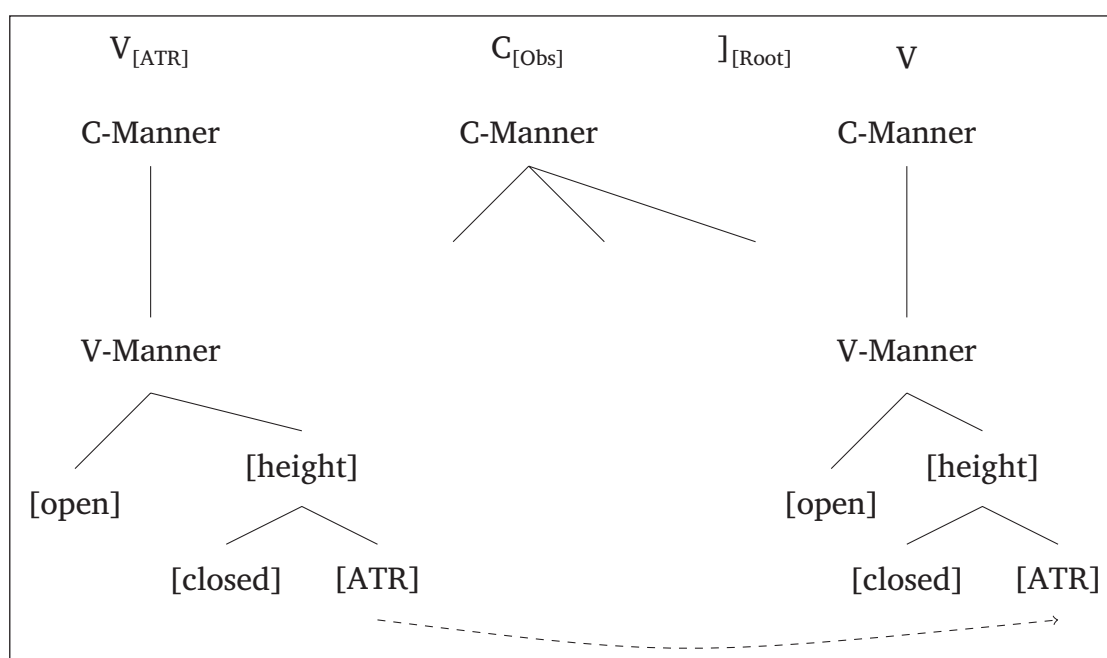 V[ATR] C[Obs] ][Root] V
C-Manner C-Manner C-Manner
V-Manner V-Manner
[height] [height]
[open] [open]
[closed] [ATR] [closed] [ATR]